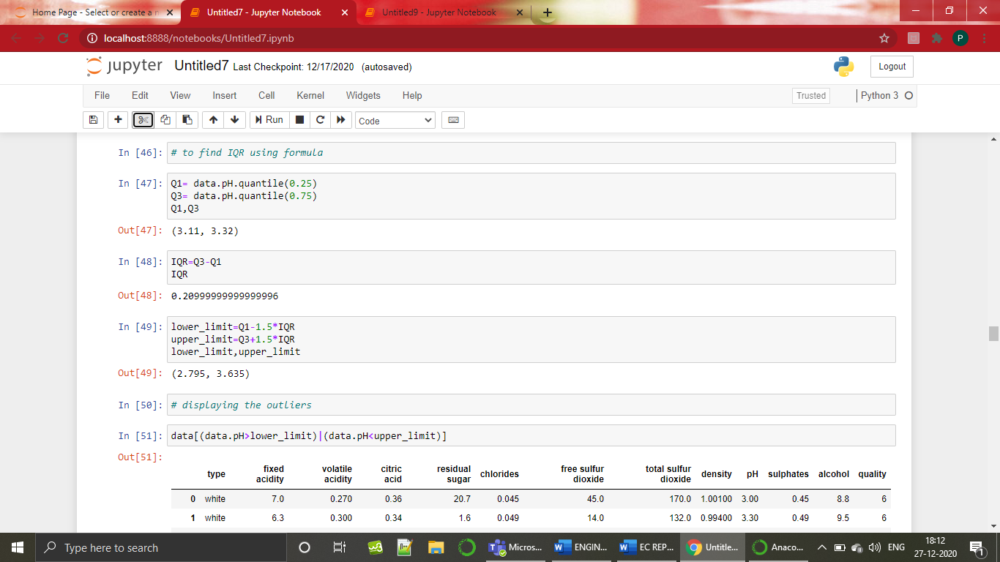 Home Page - Select or create a n
Untitled7 - Jupyter Notebook
Untitled9 - Jupyter Notebook
localhost:8888/notebooks/Untitled7.ipynb
P
jupyter Untitled7 Last Checkpoint: 12/17/2020 (autosaved)
Logout
File Edit View Insert Cell Kernel Widgets Help
Trusted
Python 3
Run
Code
In [46]: # to find IQR using formula
In [47]: Q1= data.pH.quantile(0.25)
Q3= data.pH.quantile(0.75)
Q1,Q3
Out[47]: (3.11, 3.32)
In [48]: IQR=Q3-Q1
IQR
Out[48]: 0.20999999999999996
In [49]: lower_limit=Q1-1.5*IQR
upper_limit=Q3+1.5*IQR
lower_limit,upper_limit
Out[49]: (2.795, 3.635)
In [50]: # displaying the outliers
In [51]: data[(data.pH>lower_limit)|(data.pH<upper_limit)]
Out[51]:
type fixed acidity volatile acidity citric acid residual sugar chlorides free sulfur dioxide total sulfur dioxide density pH sulphates alcohol quality
0 white 7.0 0.270 0.36 20.7 0.045 45.0 170.0 1.00100 3.00 0.45 8.8 6
1 white 6.3 0.300 0.34 1.6 0.049 14.0 132.0 0.99400 3.30 0.49 9.5 6
Type here to search
Micros...
ENGIN...
EC REP...
Untitle...
Anaco...
ENG
18:12
27-12-2020
1